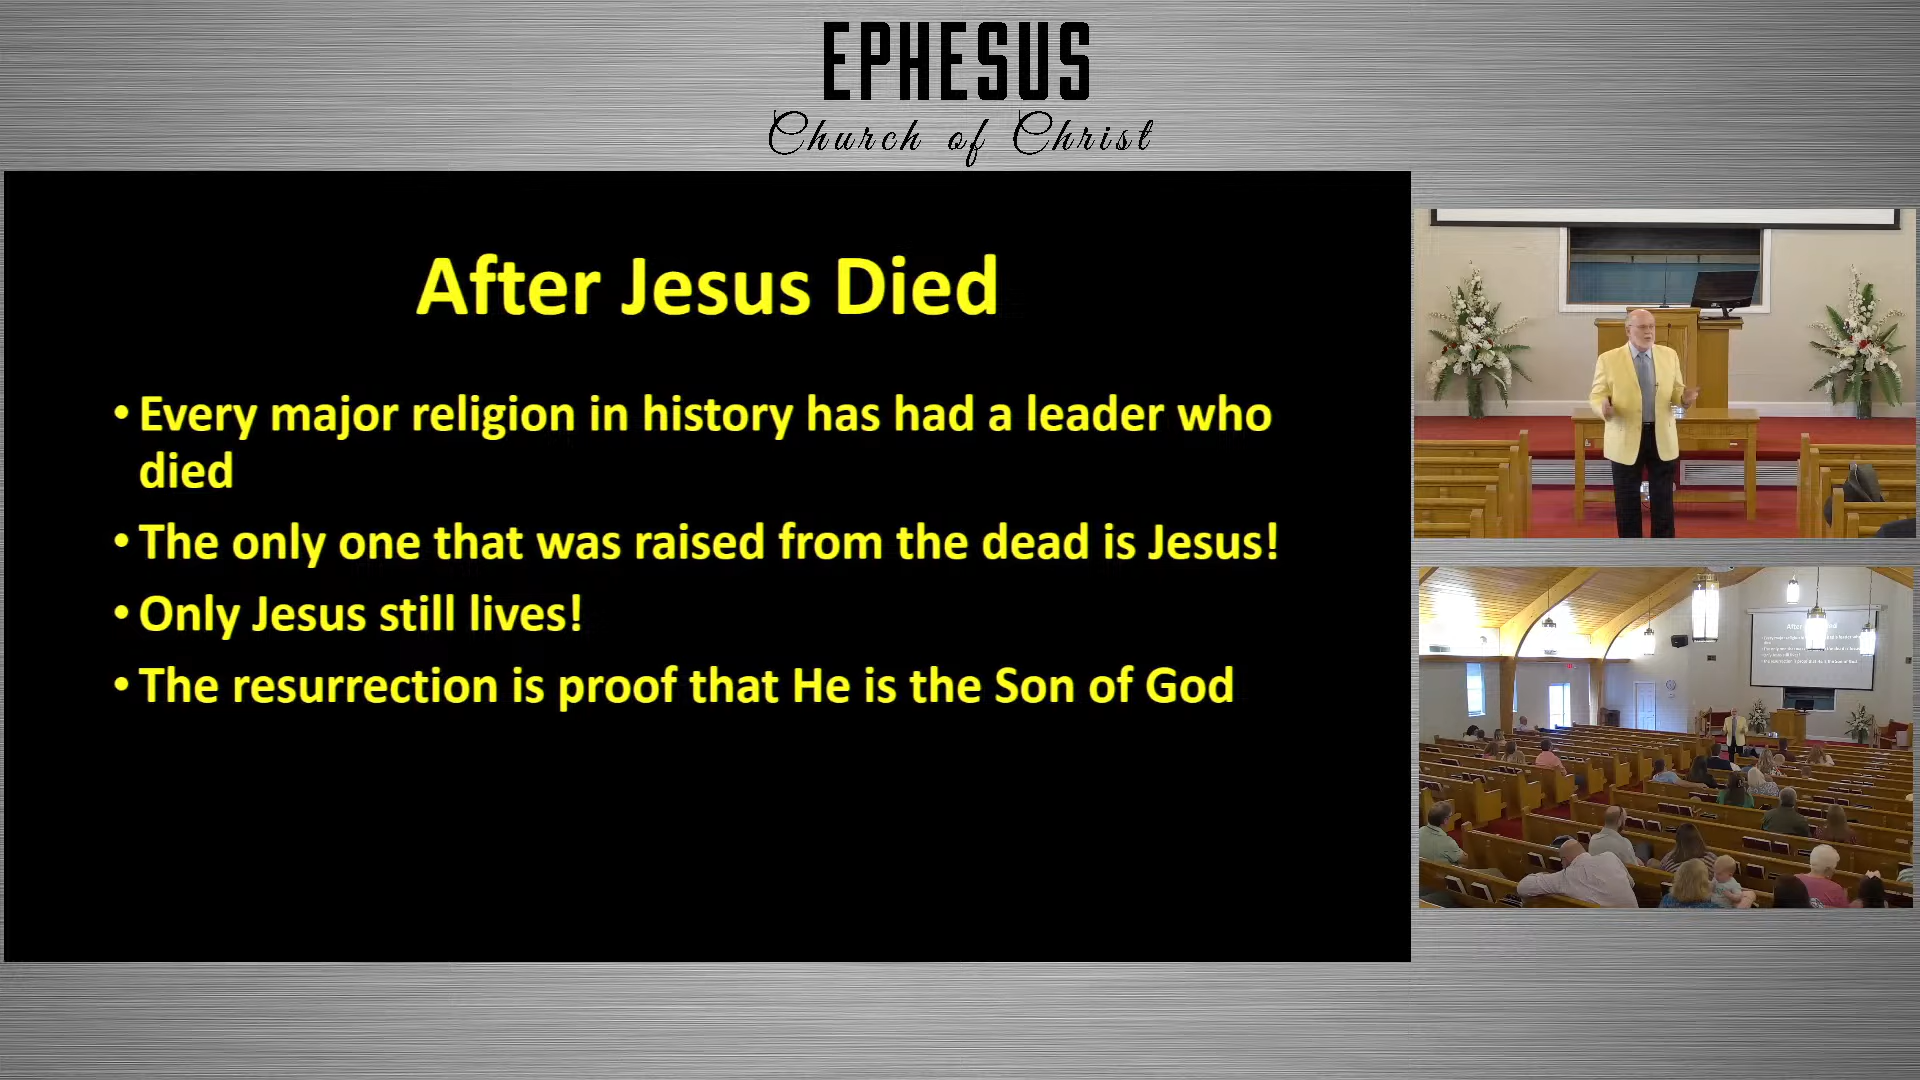 EPHESUS
Church of Christ
After Jesus Died
• Every major religion in history has had a leader who
died
• The only one that was raised from the dead is Jesus!
• Only Jesus still lives!
• The resurrection is proof that He is the Son of God